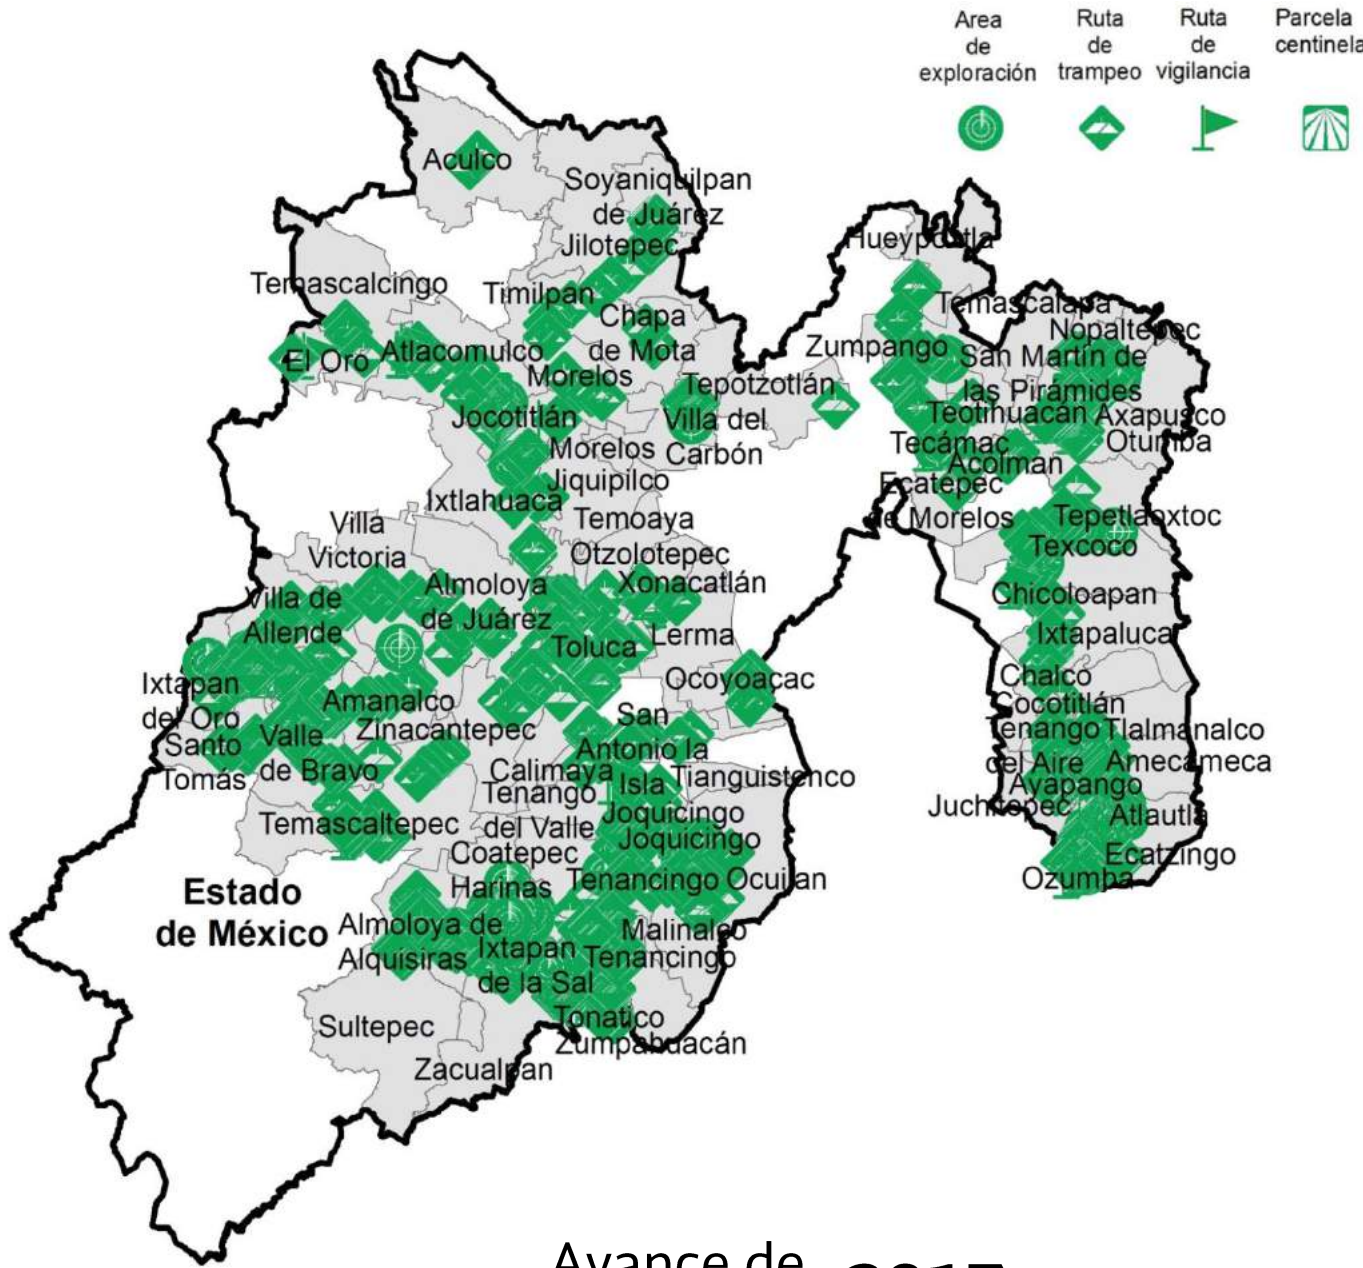 Area
de
exploración
Ruta
de
trampeo
Ruta
de
vigilancia
Parcela
centinela
Aculco
Soyaniquilpan
de Juárez
Jilotepec
Hueypoxtla
Temascalcingo
Timilpan
Chapa
de Mota
Temascalapa
Nopaltepec
El Oro
Atlacomulco
Zumpango
San Martín de
las Pirámides
Morelos
Tepotzotlán
Jocotitlán
Villa del
Carbón
Teotihuacán
Axapusco
Otumba
Tecámac
Acolman
Morelos
Jiquipilco
Ixtlahuaca
Ecatepec
de Morelos
Villa
Victoria
Temoaya
Tepetlaoxtoc
Texcoco
Otzolotepec
Xonacatlán
Almoloya
de Juárez
Villa de
Allende
Chicoloapan
Toluca
Lerma
Ixtapaluca
Ixtapan
del Oro
Amanalco
Ocoyoacac
Chalco
Cocotitlán
Zinacantepec
San
Antonio la
Isla
Tenango
del Aire
Tlalmanalco
Santo
Tomás
Valle
de Bravo
Calimaya
Tianguistenco
Amecameca
Ayapango
Tenango
del Valle
Juchitepec
Atlautla
Temascaltepec
Joquicingo
Joquicingo
Coatepec
Harinas
Ecatzingo
Ozumba
Tenancingo
Ocuilan
Estado
de México
Almoloya de
Alquisiras
Malinalco
Ixtapan
de la Sal
Tenancingo
Sultepec
Tonatico
Zumpahuacán
Zacualpan
Avance de